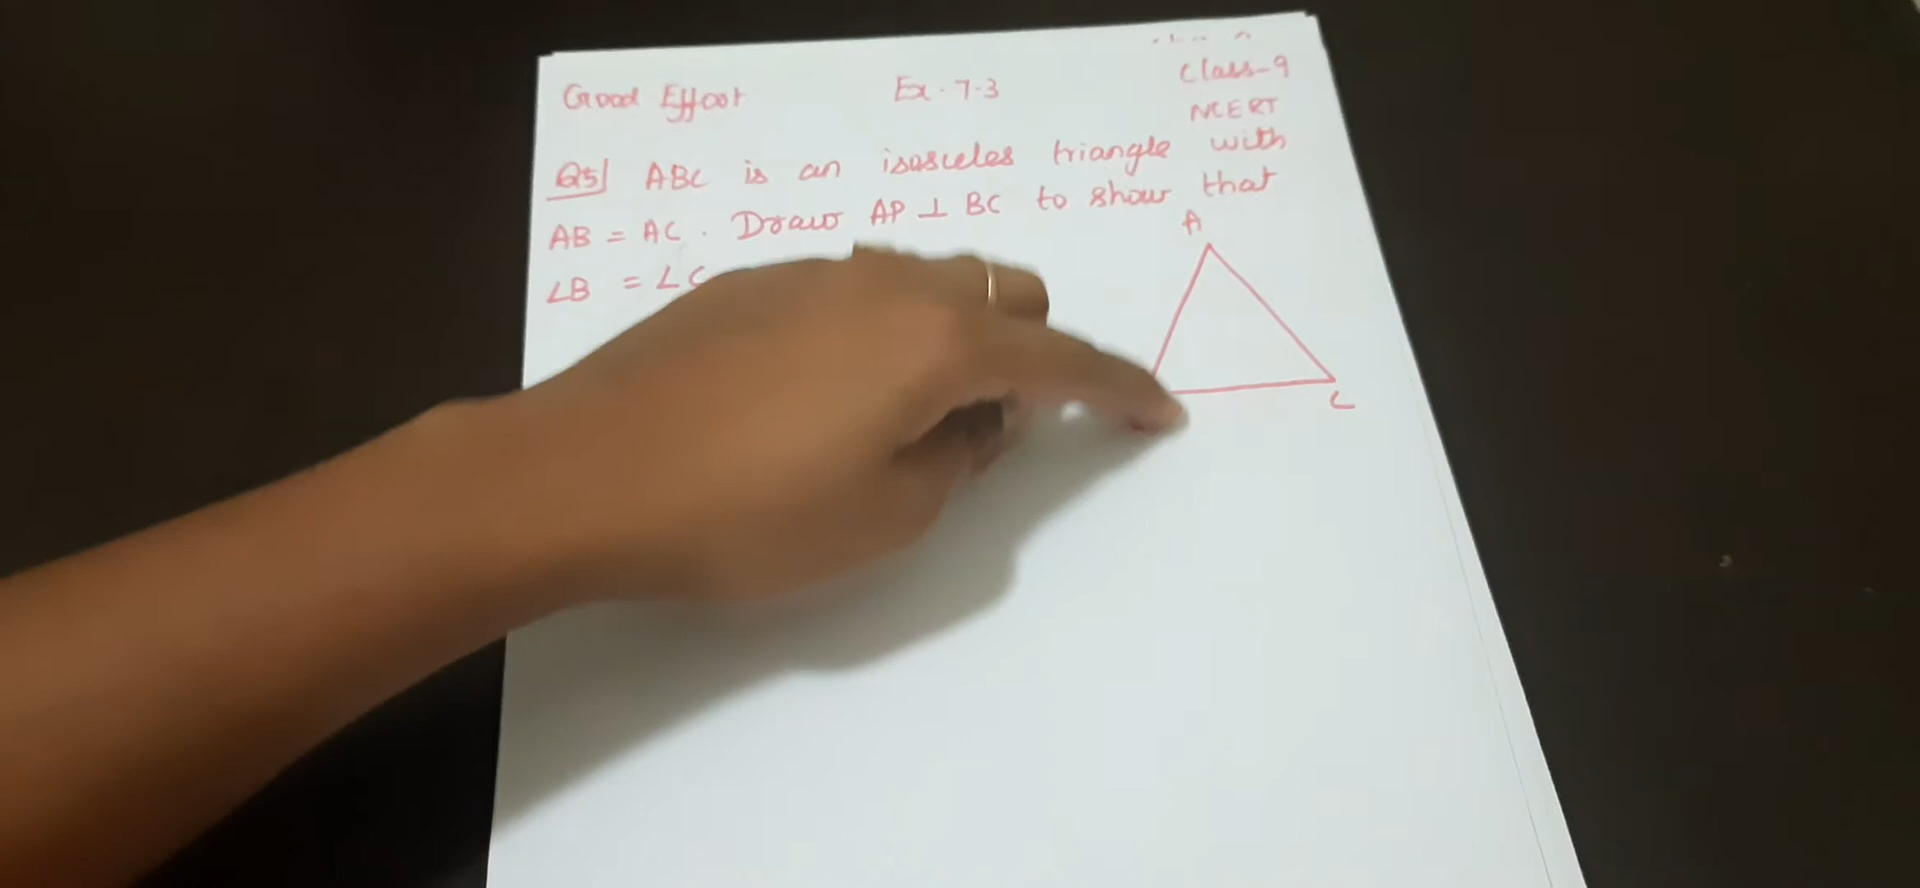 Good Effort
Ex. 7.3
Class-9
NCERT
Q5] ABC is an isosceles triangle with
AB = AC. Draw AP ⊥ BC to show that
∠B = ∠C
A
C